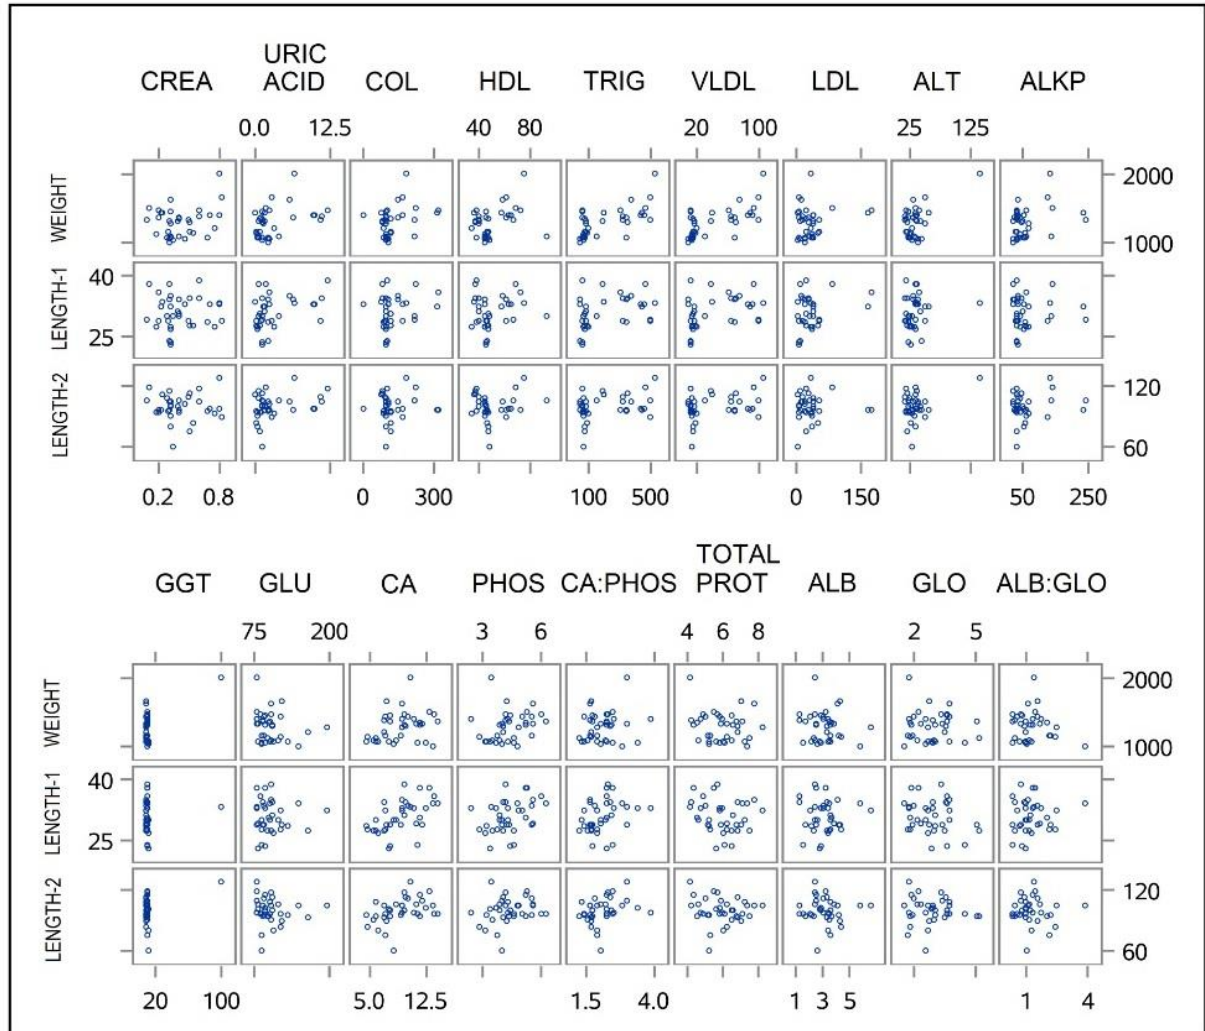 URIC
CREA ACID COL HDL TRIG VLDL LDL ALT ALKP
0.0 12.5 40 80 20 100 25 125
WEIGHT 2000
1000
LENGTH-1 40
25
LENGTH-2 120
60
0.2 0.8 0 300 100 500 0 150 50 250
TOTAL
GGT GLU CA PHOS CA:PHOS PROT ALB GLO ALB:GLO
75 200 3 6 4 6 8 2 5
WEIGHT 2000
1000
LENGTH-1 40
25
LENGTH-2 120
60
20 100 5.0 12.5 1.5 4.0 1 3 5 1 4